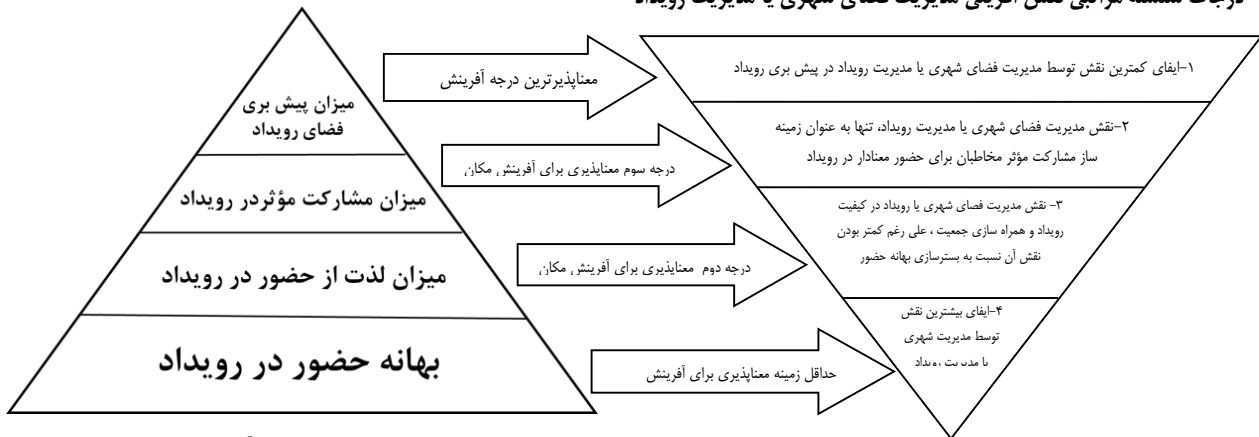 درجات سلسله مراتبی نقش آفرینی مدیریت فضای شهری یا مدیریت رویداد
میزان پیش بری
فضای رویداد
میزان مشارکت مؤثردر رویداد
میزان لذت از حضور در رویداد
بهانه حضور در رویداد
معناپذیرترین درجه آفرینش
درجه سوم معناپذیری برای آفرینش مکان
درجه دوم معناپذیری برای آفرینش مکان
حداقل زمینه معناپذیری برای آفرینش
۱-ایفای کمترین نقش توسط مدیریت فضای شهری یا مدیریت رویداد در پیش بری رویداد
۲-نقش مدیریت فضای شهری یا مدیریت رویداد، تنها به عنوان زمینه
ساز مشارکت مؤثر مخاطبان برای حضور معنادار در رویداد
۳- نقش مدیریت فضای شهری یا رویداد در کیفیت
رویداد و همراه سازی جمعیت ، علی رغم کمتر بودن
نقش آن نسبت به بسترسازی بهانه حضور
۴-ایفای بیشترین نقش
توسط مدیریت شهری
یا مدیریت رویداد